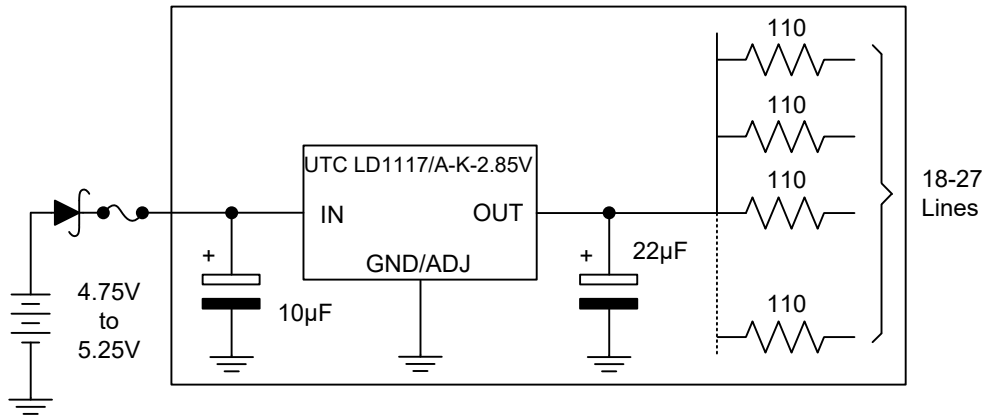 110
110
UTC LD1117/A-K-2.85V
110
18-27
Lines
IN
OUT
+
+
22µF
GND/ADJ
4.75V
to
5.25V
10µF
110